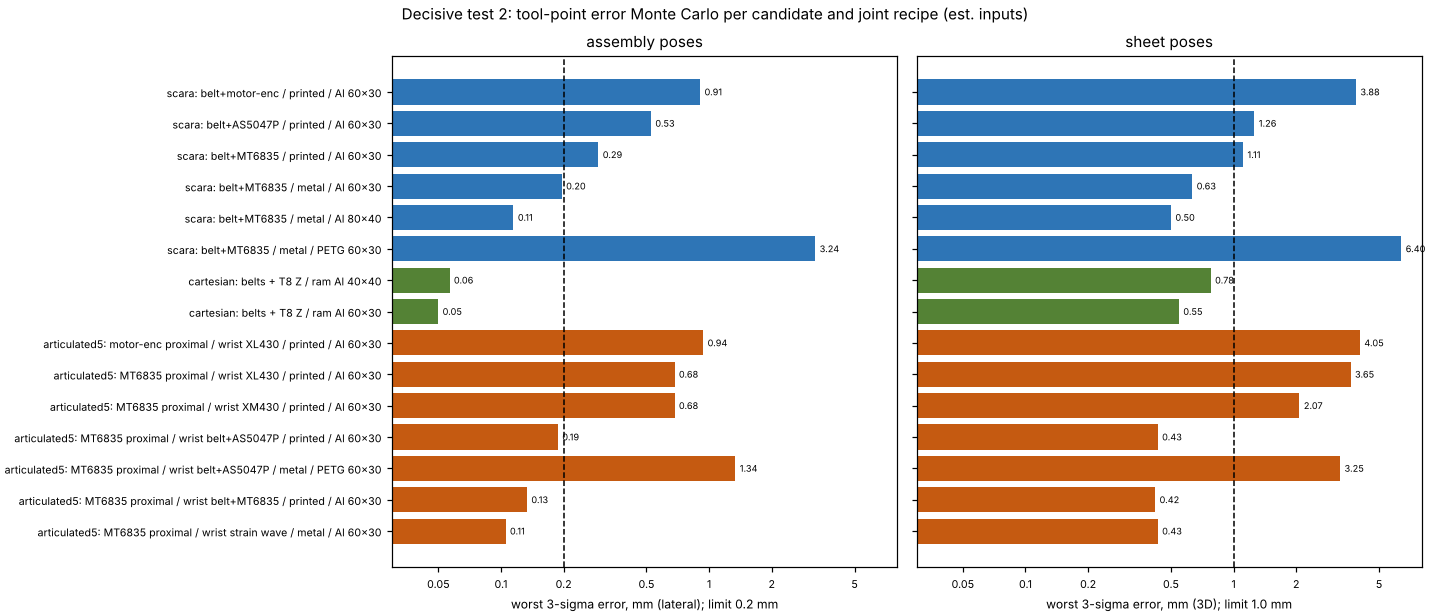 Decisive test 2: tool-point error Monte Carlo per candidate and joint recipe (est. inputs)
assembly poses
sheet poses
scara: belt+motor-enc / printed / Al 60×30
0.91
3.88
scara: belt+AS5047P / printed / Al 60×30
0.53
1.26
scara: belt+MT6835 / printed / Al 60×30
0.29
1.11
scara: belt+MT6835 / metal / Al 60×30
0.20
0.63
scara: belt+MT6835 / metal / Al 80×40
0.11
0.50
scara: belt+MT6835 / metal / PETG 60×30
3.24
6.40
cartesian: belts + T8 Z / ram Al 40×40
0.06
0.78
cartesian: belts + T8 Z / ram Al 60×30
0.05
0.55
articulated5: motor-enc proximal / wrist XL430 / printed / Al 60×30
0.94
4.05
articulated5: MT6835 proximal / wrist XL430 / printed / Al 60×30
0.68
3.65
articulated5: MT6835 proximal / wrist XM430 / printed / Al 60×30
0.68
2.07
articulated5: MT6835 proximal / wrist belt+AS5047P / printed / Al 60×30
0.19
0.43
articulated5: MT6835 proximal / wrist belt+AS5047P / metal / PETG 60×30
1.34
3.25
articulated5: MT6835 proximal / wrist belt+MT6835 / printed / Al 60×30
0.13
0.42
articulated5: MT6835 proximal / wrist strain wave / metal / Al 60×30
0.11
0.43
0.05 0.1 0.2 0.5 1 2 5
0.05 0.1 0.2 0.5 1 2 5
worst 3-sigma error, mm (lateral); limit 0.2 mm
worst 3-sigma error, mm (3D); limit 1.0 mm